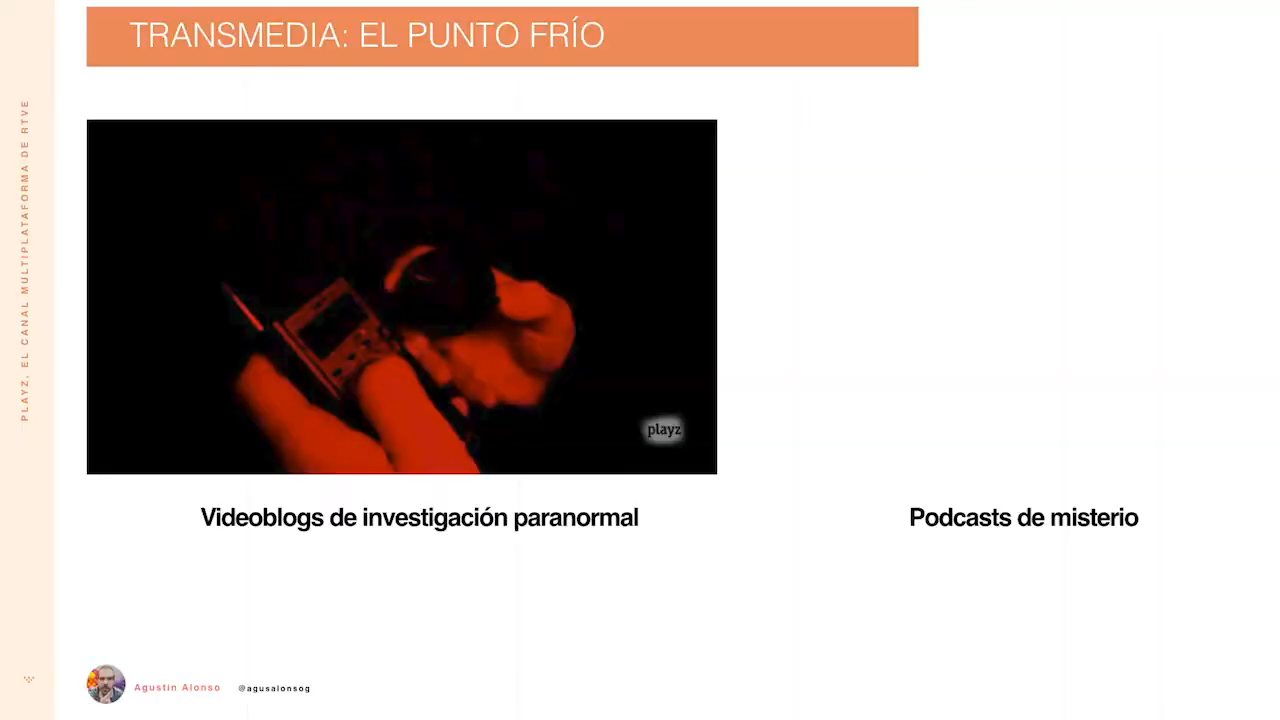 TRANSMEDIA: EL PUNTO FRÍO
PLAYZ, EL CANAL MULTIPLATAFORMA DE RTVE
playz
Videoblogs de investigación paranormal
Podcasts de misterio
Agustín Alonso @agusalonsog